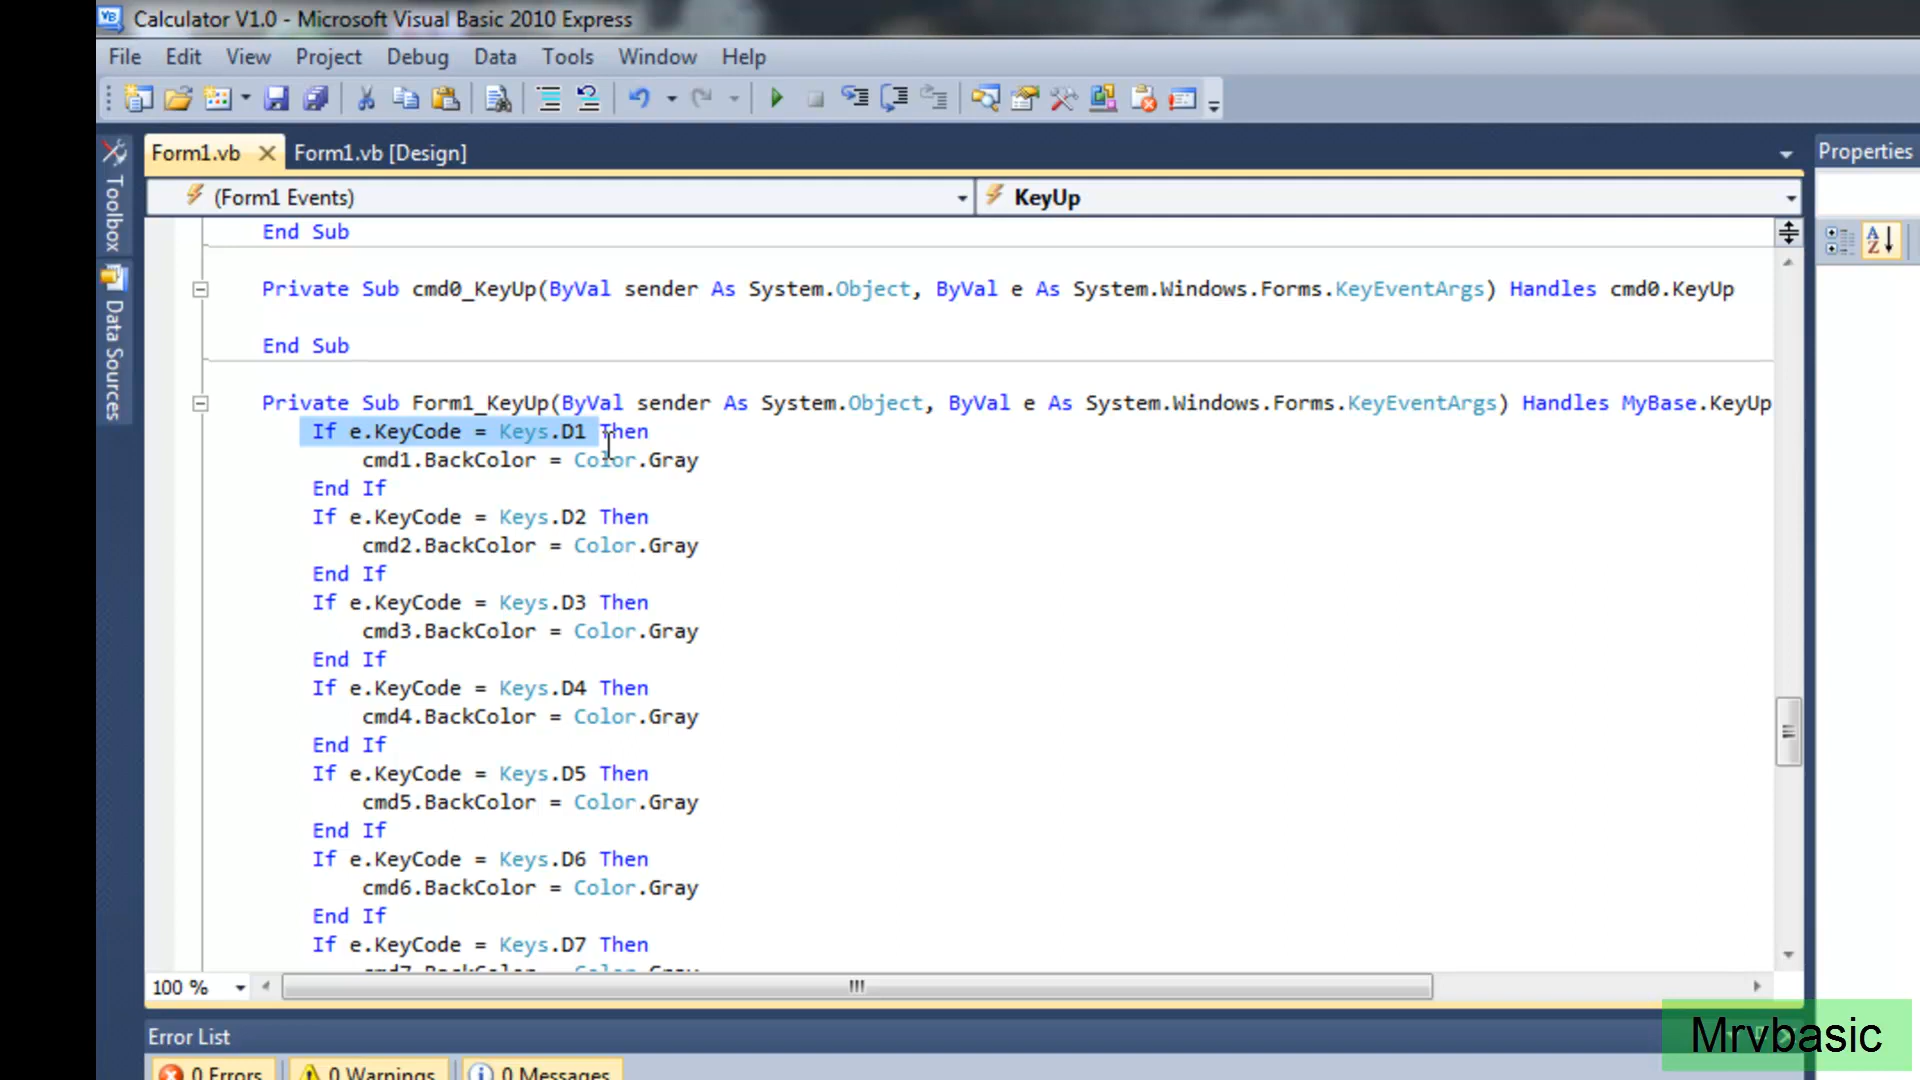 Calculator V1.0 - Microsoft Visual Basic 2010 Express
File Edit View Project Debug Data Tools Window Help
Form1.vb Form1.vb [Design]
Properties
Toolbox
Data Sources
(Form1 Events) KeyUp
End Sub
Private Sub cmd0_KeyUp(ByVal sender As System.Object, ByVal e As System.Windows.Forms.KeyEventArgs) Handles cmd0.KeyUp
End Sub
Private Sub Form1_KeyUp(ByVal sender As System.Object, ByVal e As System.Windows.Forms.KeyEventArgs) Handles MyBase.KeyUp
If e.KeyCode = Keys.D1 Then
cmd1.BackColor = Color.Gray
End If
If e.KeyCode = Keys.D2 Then
cmd2.BackColor = Color.Gray
End If
If e.KeyCode = Keys.D3 Then
cmd3.BackColor = Color.Gray
End If
If e.KeyCode = Keys.D4 Then
cmd4.BackColor = Color.Gray
End If
If e.KeyCode = Keys.D5 Then
cmd5.BackColor = Color.Gray
End If
If e.KeyCode = Keys.D6 Then
cmd6.BackColor = Color.Gray
End If
If e.KeyCode = Keys.D7 Then
cmd7.BackColor = Color.Gray
100 %
Error List
0 Errors 0 Warnings 0 Messages
Mrvbasic